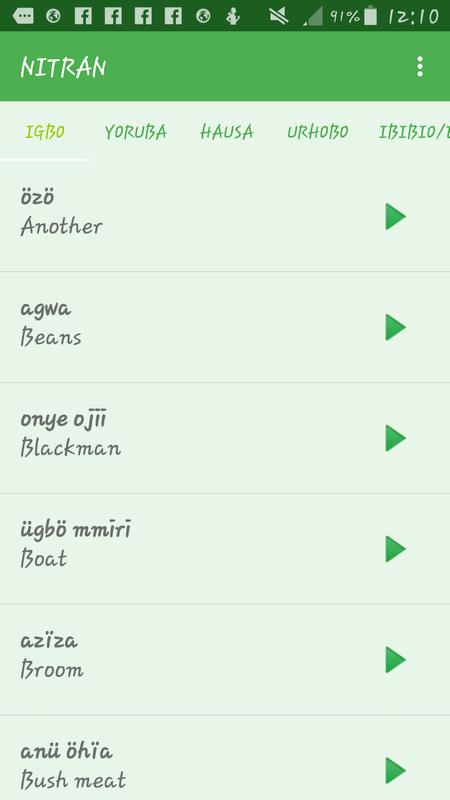 91% 12:10
NITRAN
IGBO YORUBA HAUSA URHOBO IBIBIO/E
özö
Another
agwa
Beans
onye ojīī
Blackman
ügbö mmīrī
Boat
azïza
Broom
anü öhïa
Bush meat